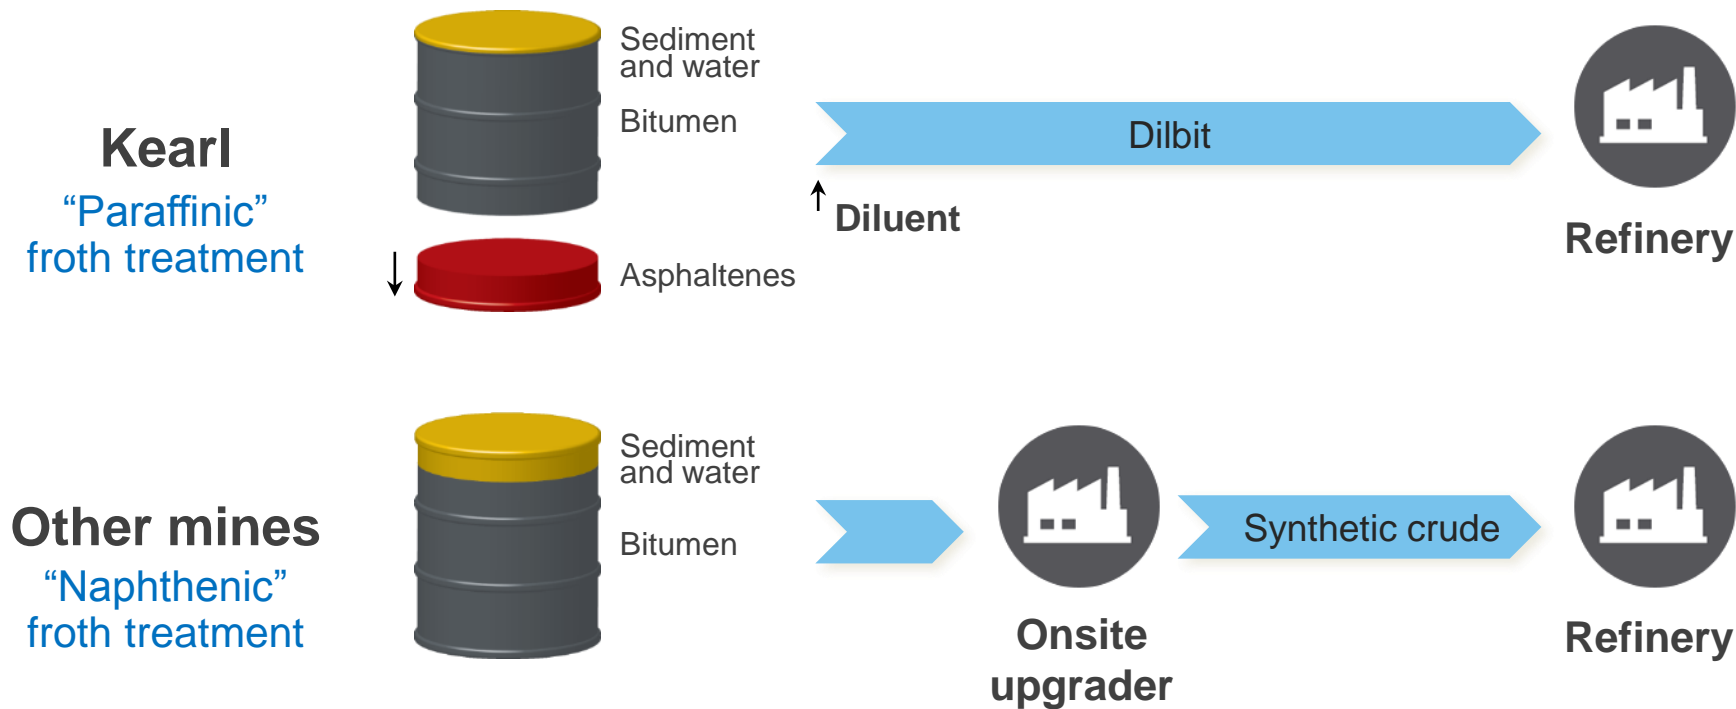 Kearl
“Paraffinic”
froth treatment
Sediment
and water
Bitumen
Asphaltenes
Dilbit
Diluent
Refinery
Other mines
“Naphthenic”
froth treatment
Sediment
and water
Bitumen
Onsite
upgrader
Synthetic crude
Refinery